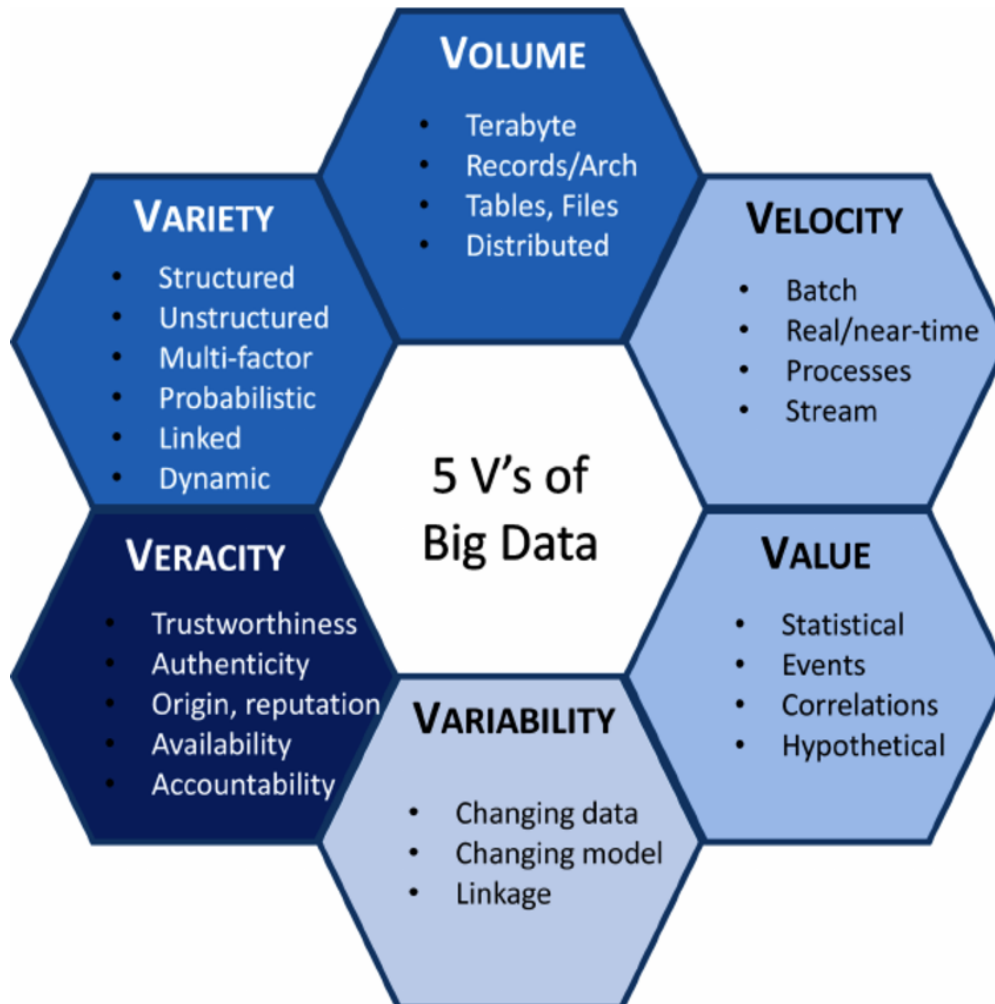 VOLUME
• Terabyte
• Records/Arch
• Tables, Files
• Distributed
VARIETY
• Structured
• Unstructured
• Multi-factor
• Probabilistic
• Linked
• Dynamic
VELOCITY
• Batch
• Real/near-time
• Processes
• Stream
5 V's of
Big Data
VERACITY
• Trustworthiness
• Authenticity
• Origin, reputation
• Availability
• Accountability
VALUE
• Statistical
• Events
• Correlations
• Hypothetical
VARIABILITY
• Changing data
• Changing model
• Linkage